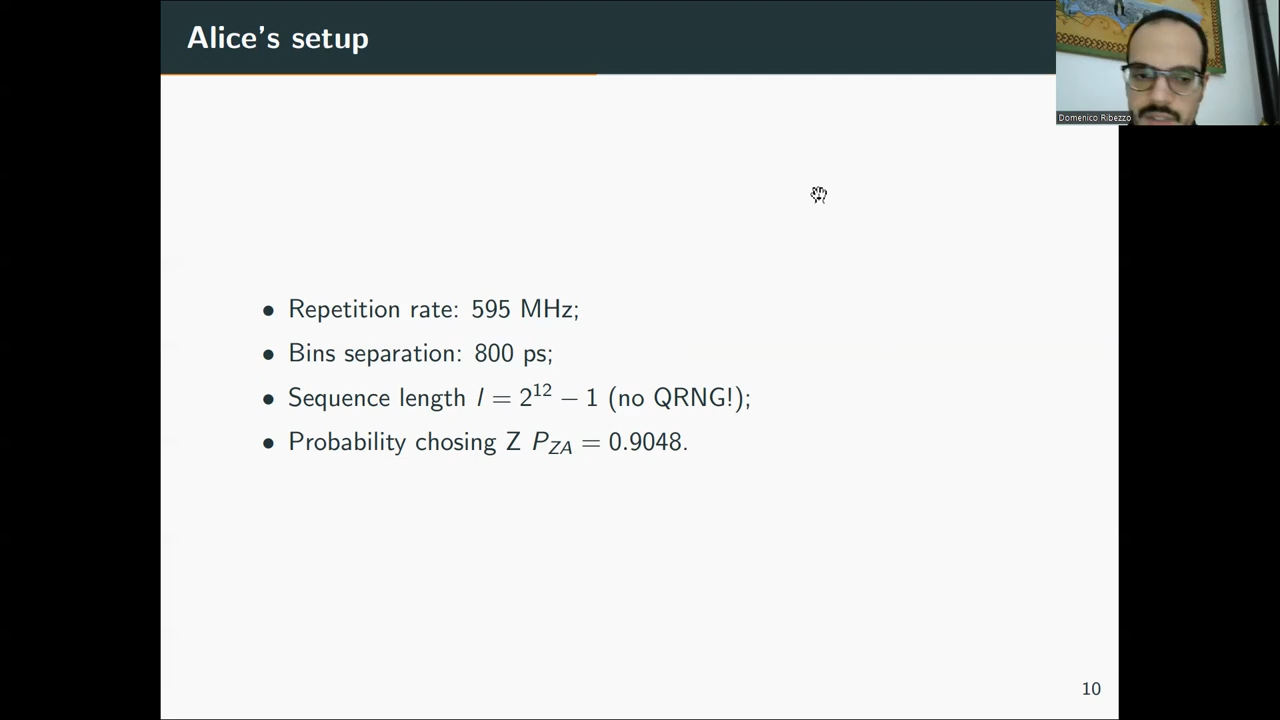 Alice's setup
Domenico Ribezzo
• Repetition rate: 595 MHz;
• Bins separation: 800 ps;
• Sequence length l = 2¹² − 1 (no QRNG!);
• Probability chosing Z P_ZA = 0.9048.
10